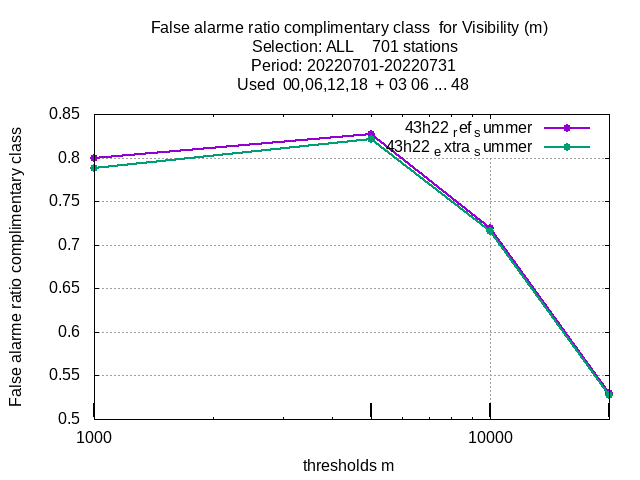 False alarme ratio complimentary class  for Visibility (m)
Selection: ALL    701 stations
Period: 20220701-20220731
Used  00,06,12,18  + 03 06 ... 48
43h22 ref summer
43h22 extra summer
False alarme ratio complimentary class
0.85
0.8
0.75
0.7
0.65
0.6
0.55
0.5
1000
10000
thresholds m